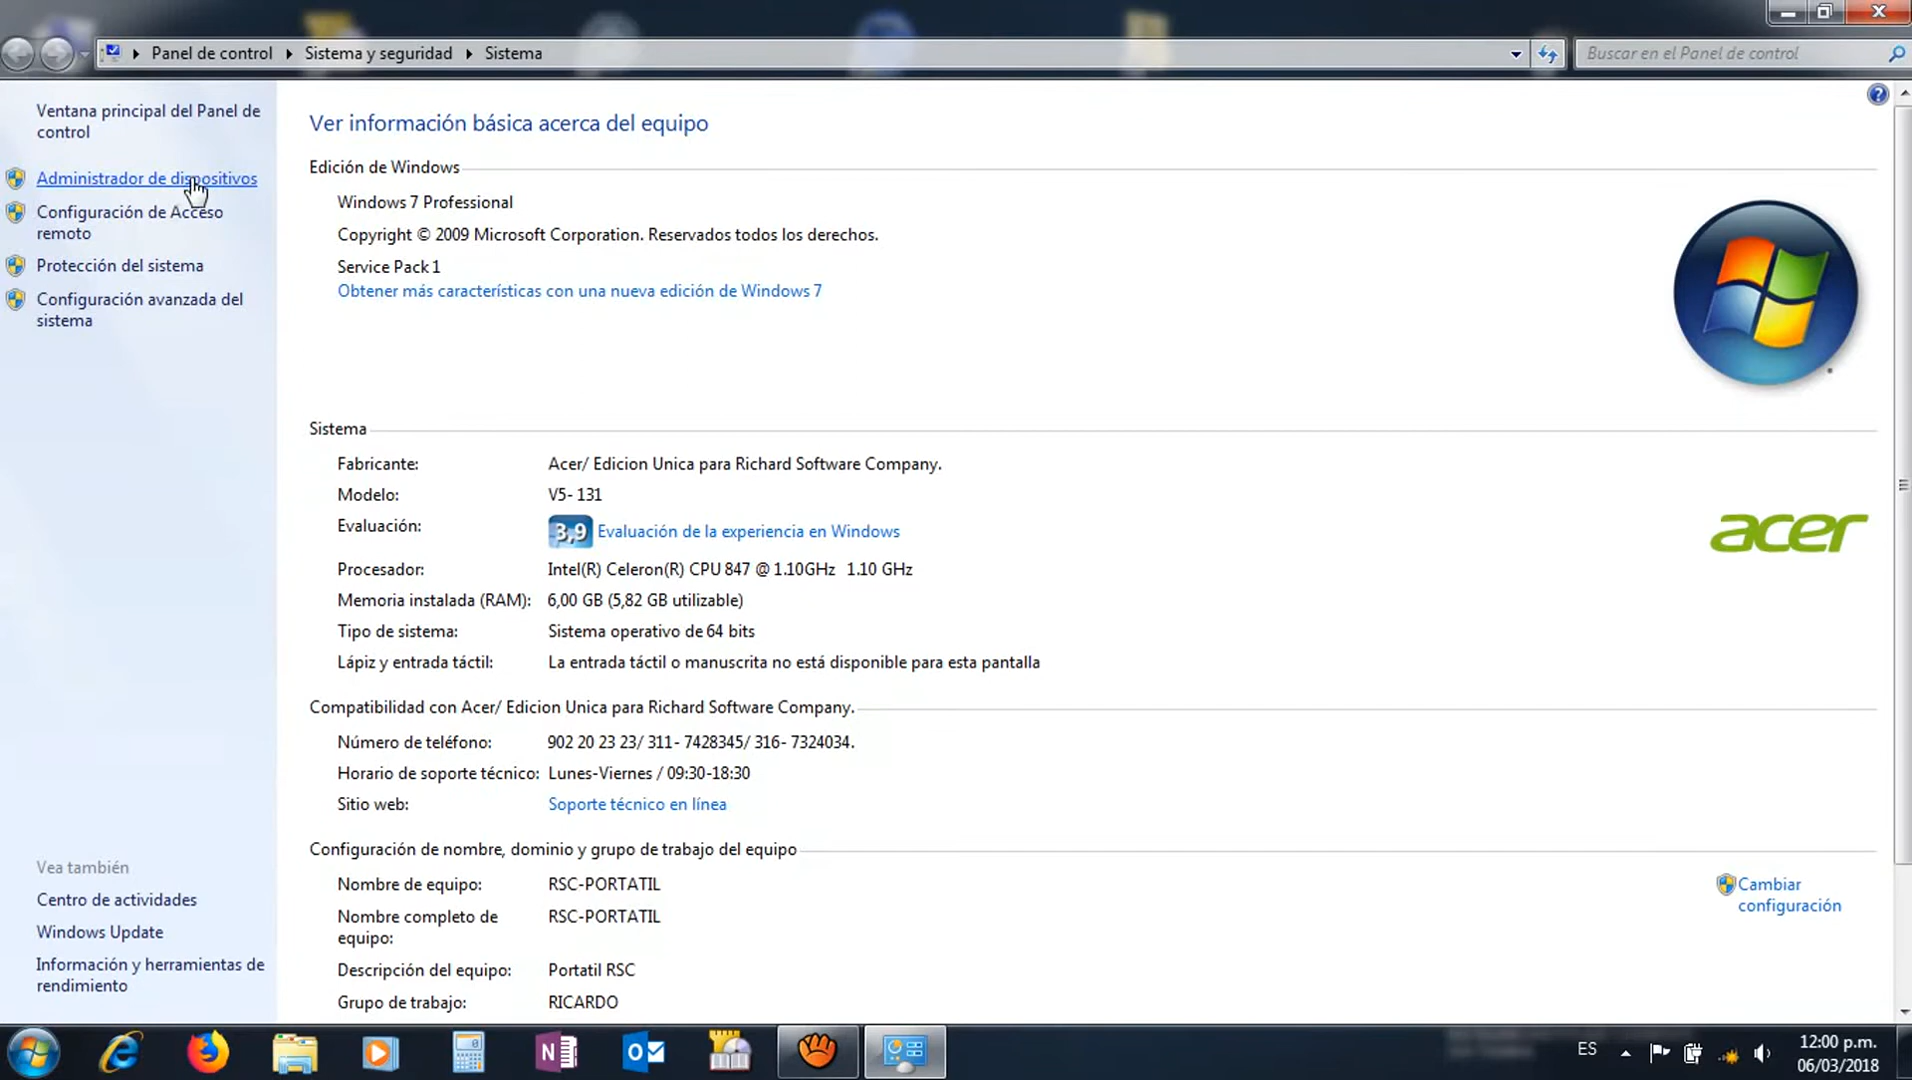 Panel de control
Sistema y seguridad
Sistema
Buscar en el Panel de control
Ventana principal del Panel de
control
Administrador de dispositivos
Configuración de Acceso
remoto
Protección del sistema
Configuración avanzada del
sistema
Ver información básica acerca del equipo
Edición de Windows
Windows 7 Professional
Copyright © 2009 Microsoft Corporation. Reservados todos los derechos.
Service Pack 1
Obtener más características con una nueva edición de Windows 7
Sistema
Fabricante: Acer/ Edicion Unica para Richard Software Company.
Modelo: V5- 131
Evaluación: 3,9 Evaluación de la experiencia en Windows
acer
Procesador: Intel(R) Celeron(R) CPU 847 @ 1.10GHz 1.10 GHz
Memoria instalada (RAM): 6,00 GB (5,82 GB utilizable)
Tipo de sistema: Sistema operativo de 64 bits
Lápiz y entrada táctil: La entrada táctil o manuscrita no está disponible para esta pantalla
Compatibilidad con Acer/ Edicion Unica para Richard Software Company.
Número de teléfono: 902 20 23 23/ 311- 7428345/ 316- 7324034.
Horario de soporte técnico: Lunes-Viernes / 09:30-18:30
Sitio web: Soporte técnico en línea
Configuración de nombre, dominio y grupo de trabajo del equipo
Nombre de equipo: RSC-PORTATIL
Cambiar
configuración
Nombre completo de
equipo: RSC-PORTATIL
Descripción del equipo: Portatil RSC
Grupo de trabajo: RICARDO
Vea también
Centro de actividades
Windows Update
Información y herramientas de
rendimiento
ES
12:00 p.m.
06/03/2018